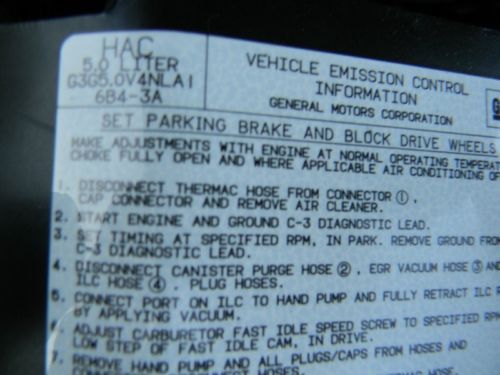 HAC
5.0 LITER
G3G5.0V4NLA1
6B4-3A
VEHICLE EMISSION CONTROL
INFORMATION
GENERAL MOTORS CORPORATION
SET PARKING BRAKE AND BLOCK DRIVE WHEELS
MAKE ADJUSTMENTS WITH ENGINE AT NORMAL OPERATING TEMPERAT
CHOKE FULLY OPEN AND WHERE APPLICABLE AIR CONDITIONING OF
1. DISCONNECT THERMAC HOSE FROM CONNECTOR ①,
CAP CONNECTOR AND REMOVE AIR CLEANER.
2. START ENGINE AND GROUND C-3 DIAGNOSTIC LEAD.
3. SET TIMING AT SPECIFIED RPM, IN PARK. REMOVE GROUND FROM
C-3 DIAGNOSTIC LEAD.
4. DISCONNECT CANISTER PURGE HOSE ②, EGR VACUUM HOSE ③ AND
ILC HOSE ④. PLUG HOSES.
5. CONNECT PORT ON ILC TO HAND PUMP AND FULLY RETRACT ILC
BY APPLYING VACUUM.
6. ADJUST CARBURETOR FAST IDLE SPEED SCREW TO SPECIFIED RPM
LOW STEP OF FAST IDLE CAM, IN DRIVE.
7. REMOVE HAND PUMP AND ALL PLUGS/CAPS FROM HOSES AND